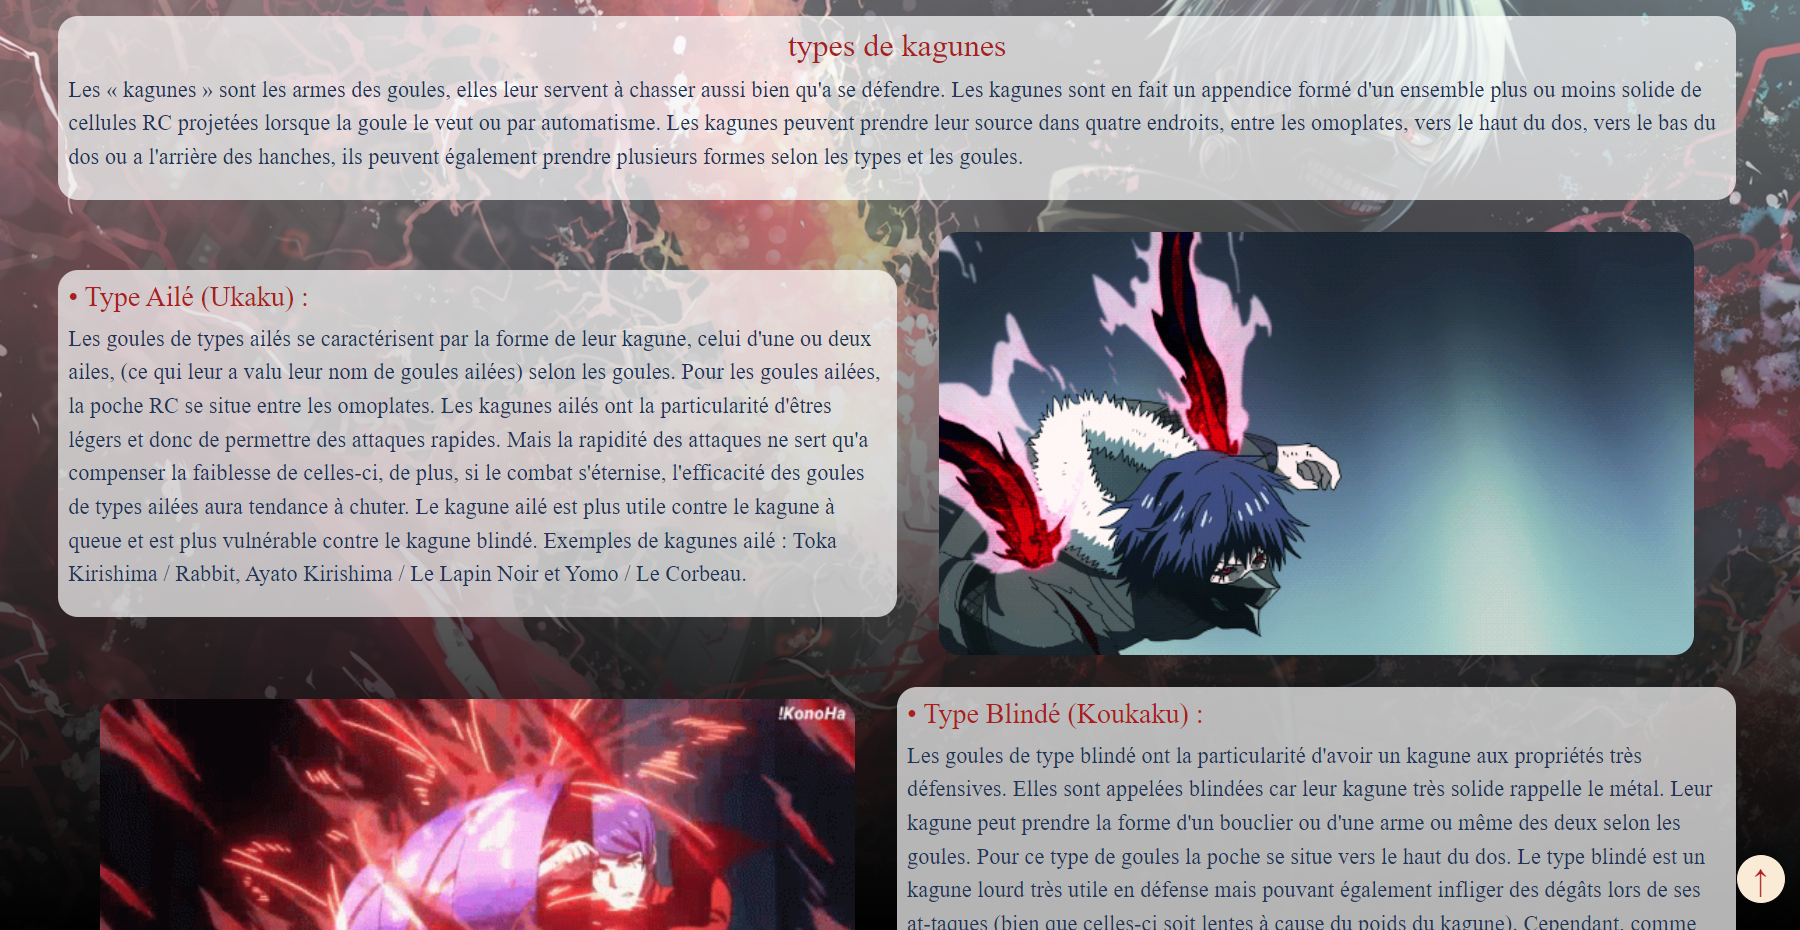 types de kagunes
Les « kagunes » sont les armes des goules, elles leur servent à chasser aussi bien qu'a se défendre. Les kagunes sont en fait un appendice formé d'un ensemble plus ou moins solide de
cellules RC projetées lorsque la goule le veut ou par automatisme. Les kagunes peuvent prendre leur source dans quatre endroits, entre les omoplates, vers le haut du dos, vers le bas du
dos ou a l'arrière des hanches, ils peuvent également prendre plusieurs formes selon les types et les goules.
• Type Ailé (Ukaku) :
Les goules de types ailés se caractérisent par la forme de leur kagune, celui d'une ou deux
ailes, (ce qui leur a valu leur nom de goules ailées) selon les goules. Pour les goules ailées,
la poche RC se situe entre les omoplates. Les kagunes ailés ont la particularité d'êtres
légers et donc de permettre des attaques rapides. Mais la rapidité des attaques ne sert qu'a
compenser la faiblesse de celles-ci, de plus, si le combat s'éternise, l'efficacité des goules
de types ailées aura tendance à chuter. Le kagune ailé est plus utile contre le kagune à
queue et est plus vulnérable contre le kagune blindé. Exemples de kagunes ailé : Toka
Kirishima / Rabbit, Ayato Kirishima / Le Lapin Noir et Yomo / Le Corbeau.
!KonoHa
• Type Blindé (Koukaku) :
Les goules de type blindé ont la particularité d'avoir un kagune aux propriétés très
défensives. Elles sont appelées blindées car leur kagune très solide rappelle le métal. Leur
kagune peut prendre la forme d'un bouclier ou d'une arme ou même des deux selon les
goules. Pour ce type de goules la poche se situe vers le haut du dos. Le type blindé est un
kagune lourd très utile en défense mais pouvant également infliger des dégâts lors de ses
at-taques (bien que celles-ci soit lentes à cause du poids du kagune). Cependant, comme
↑